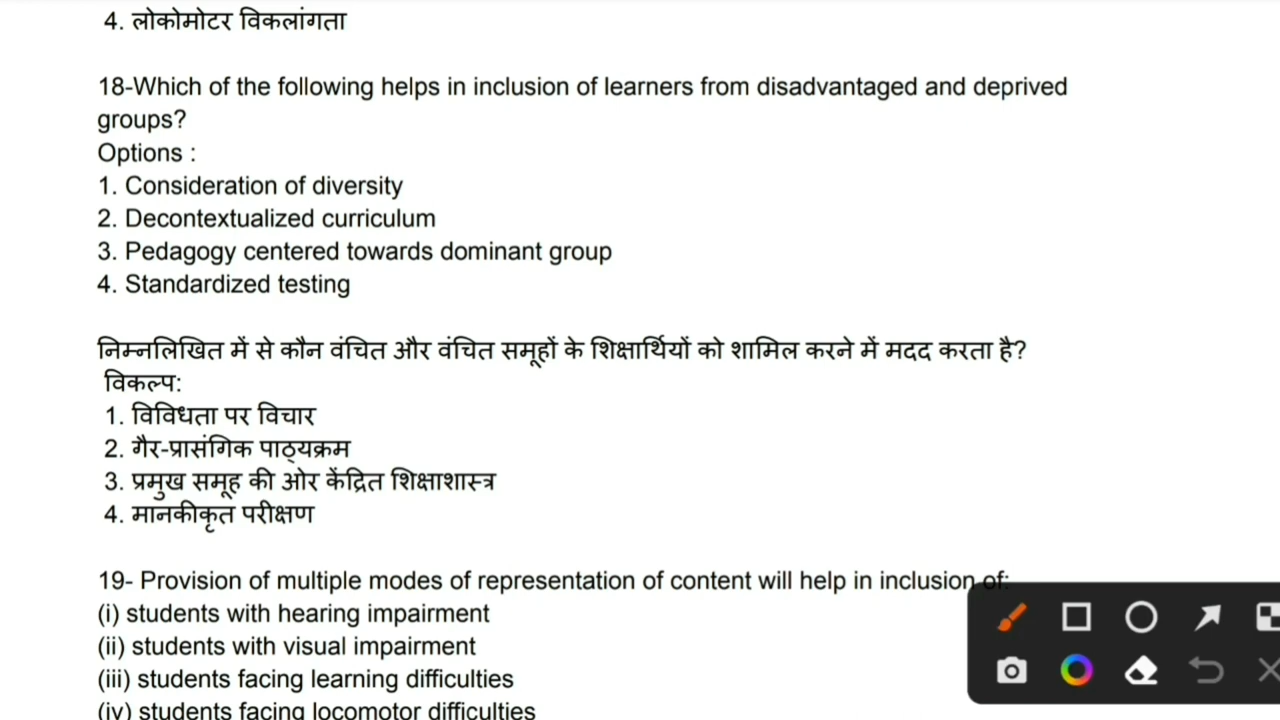 4. लोकोमोटर विकलांगता
18-Which of the following helps in inclusion of learners from disadvantaged and deprived
groups?
Options :
1. Consideration of diversity
2. Decontextualized curriculum
3. Pedagogy centered towards dominant group
4. Standardized testing
निम्नलिखित में से कौन वंचित और वंचित समूहों के शिक्षार्थियों को शामिल करने में मदद करता है?
विकल्प:
1. विविधता पर विचार
2. गैर-प्रासंगिक पाठ्यक्रम
3. प्रमुख समूह की ओर केंद्रित शिक्षाशास्त्र
4. मानकीकृत परीक्षण
19- Provision of multiple modes of representation of content will help in inclusion of:
(i) students with hearing impairment
(ii) students with visual impairment
(iii) students facing learning difficulties
(iv) students facing locomotor difficulties